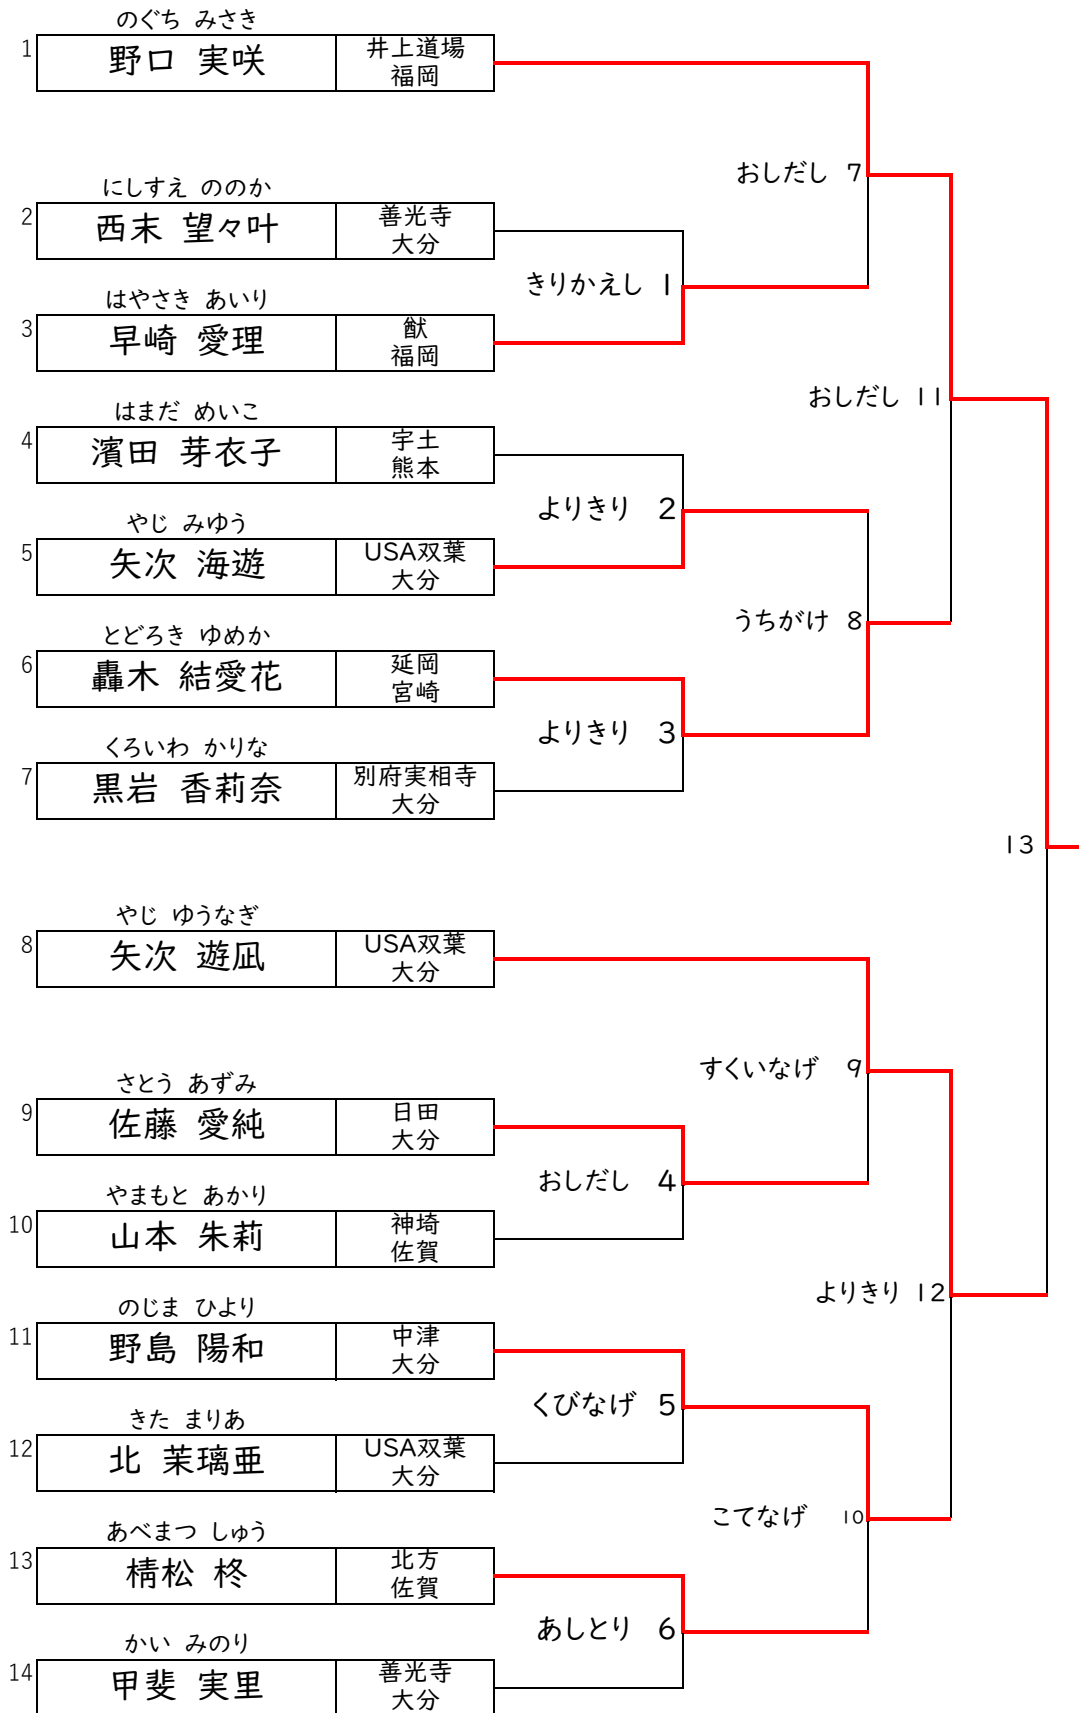 のぐち みさき
1 野口 実咲 井上道場
福岡
おしだし 7
にしすえ ののか
2 西末 望々叶 善光寺
大分
きりかえし 1
はやさき あいり
3 早崎 愛理 猷
福岡
おしだし 11
はまだ めいこ
4 濱田 芽衣子 宇土
熊本
よりきり 2
やじ みゆう
5 矢次 海遊 USA双葉
大分
うちがけ 8
とどろき ゆめか
6 轟木 結愛花 延岡
宮崎
よりきり 3
くろいわ かりな
7 黒岩 香莉奈 別府実相寺
大分
13
やじ ゆうなぎ
8 矢次 遊凪 USA双葉
大分
すくいなげ 9
さとう あずみ
9 佐藤 愛純 日田
大分
おしだし 4
やまもと あかり
10 山本 朱莉 神埼
佐賀
よりきり 12
のじま ひより
11 野島 陽和 中津
大分
くびなげ 5
きた まりあ
12 北 茉璃亜 USA双葉
大分
こてなげ 10
あべまつ しゅう
13 棈松 柊 北方
佐賀
あしとり 6
かい みのり
14 甲斐 実里 善光寺
大分